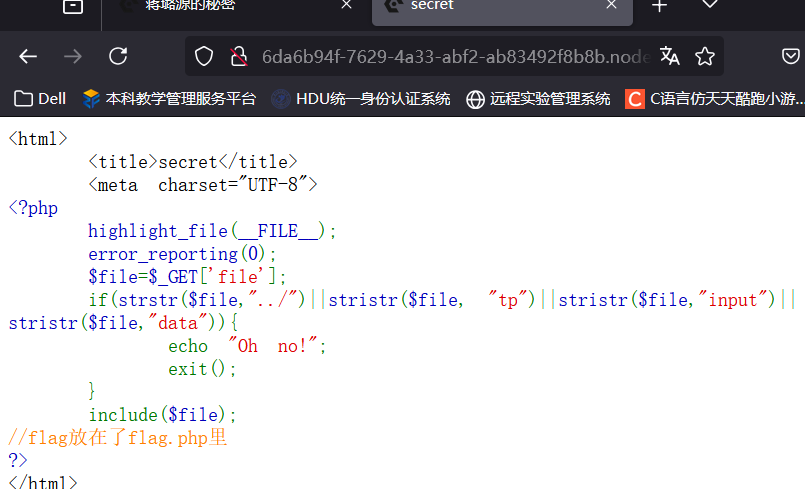 蒋璐源的秘密
secret
6da6b94f-7629-4a33-abf2-ab83492f8b8b.node
Dell 本科教学管理服务平台 HDU统一身份认证系统 远程实验管理系统 C语言仿天天酷跑小游...
<html>
<title>secret</title>
<meta charset="UTF-8">
<?php
highlight_file(__FILE__);
error_reporting(0);
$file=$_GET['file'];
if(strstr($file,"../")||stristr($file, "tp")||stristr($file,"input")||
stristr($file,"data")){
echo "Oh no!";
exit();
}
include($file);
//flag放在了flag.php里
?>
</html>